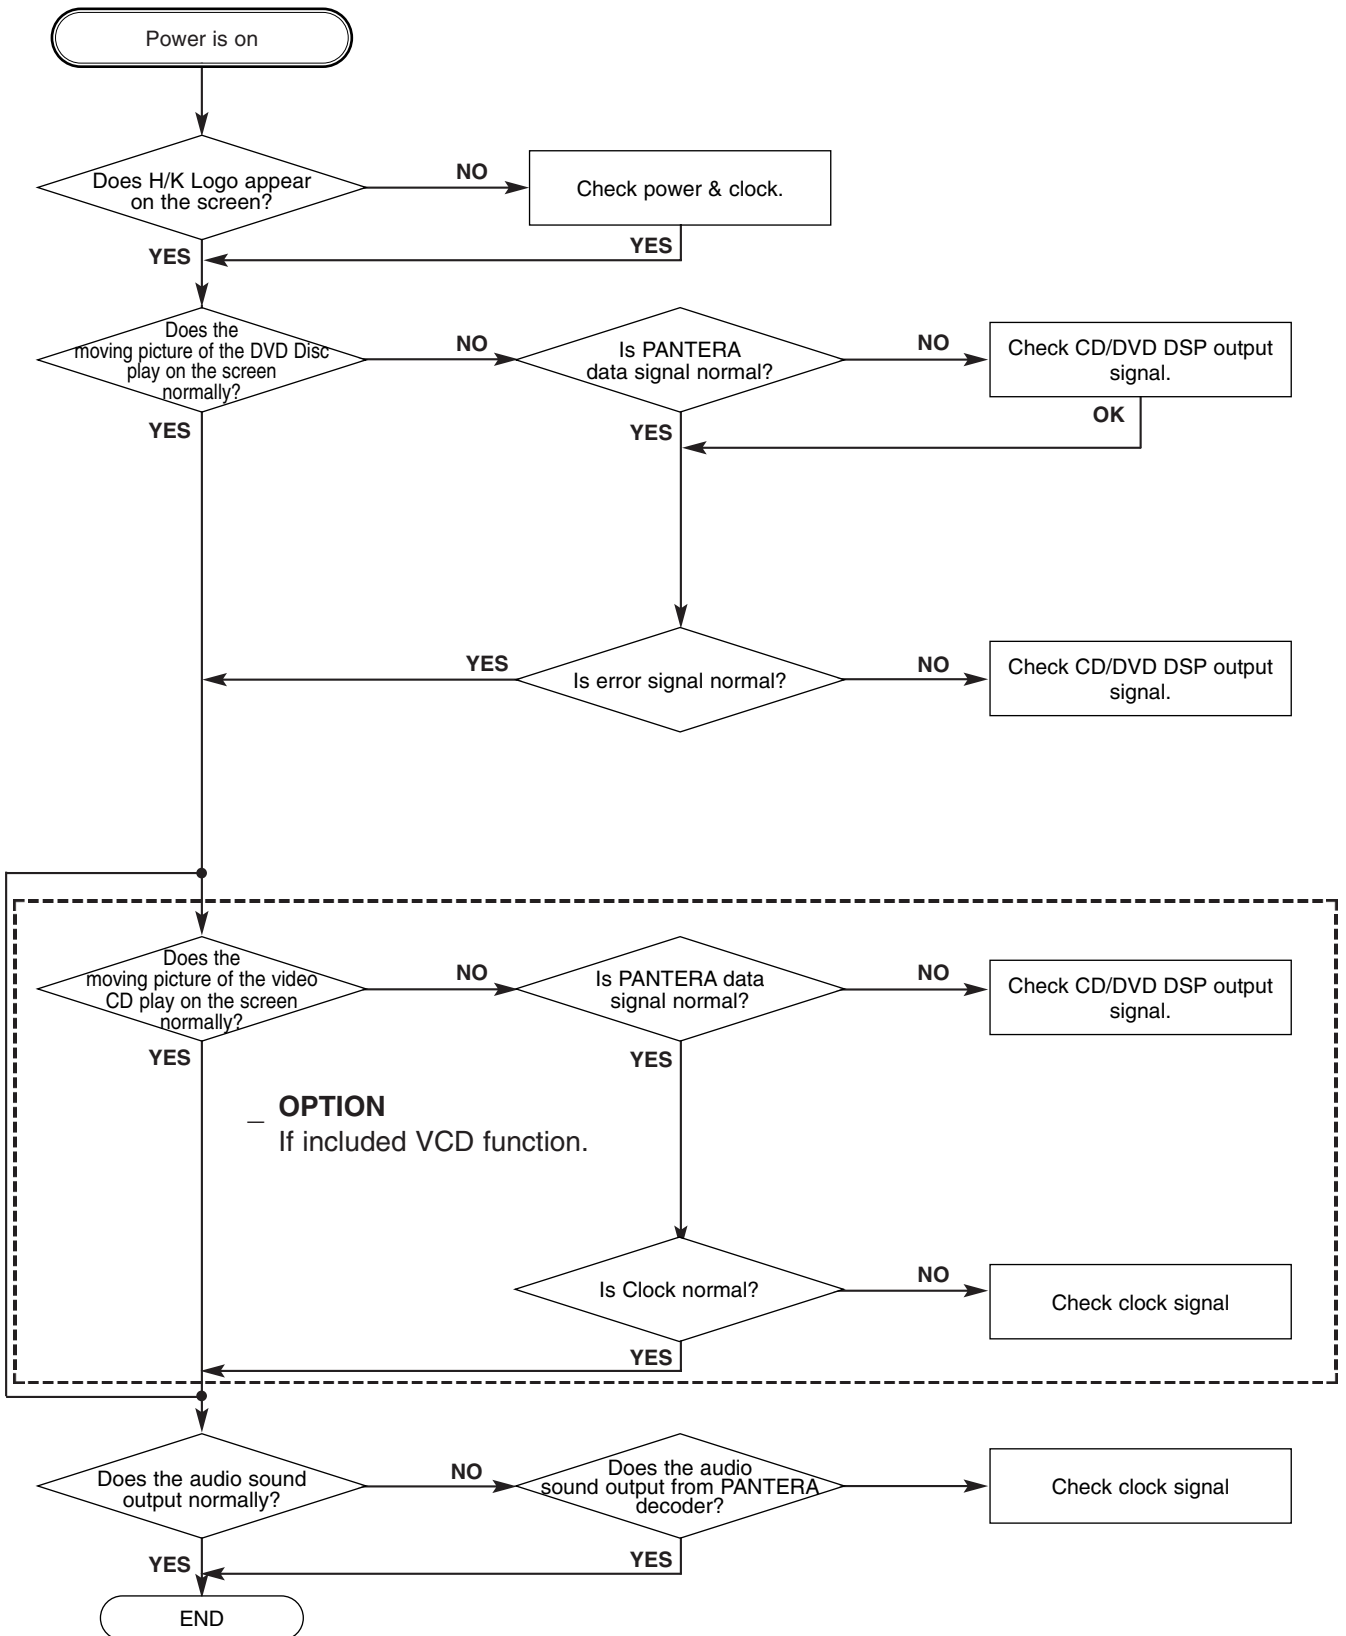 Power is on
Does H/K Logo appear
on the screen?
NO
Check power & clock.
YES
YES
Does the
moving picture of the DVD Disc
play on the screen
normally?
NO
Is PANTERA
data signal normal?
NO
Check CD/DVD DSP output
signal.
YES
YES
OK
YES
Is error signal normal?
NO
Check CD/DVD DSP output
signal.
Does the
moving picture of the video
CD play on the screen
normally?
NO
Is PANTERA data
signal normal?
NO
Check CD/DVD DSP output
signal.
YES
YES
_ OPTION
If included VCD function.
Is Clock normal?
NO
Check clock signal
YES
Does the audio sound
output normally?
NO
Does the audio
sound output from PANTERA
decoder?
Check clock signal
YES
YES
END